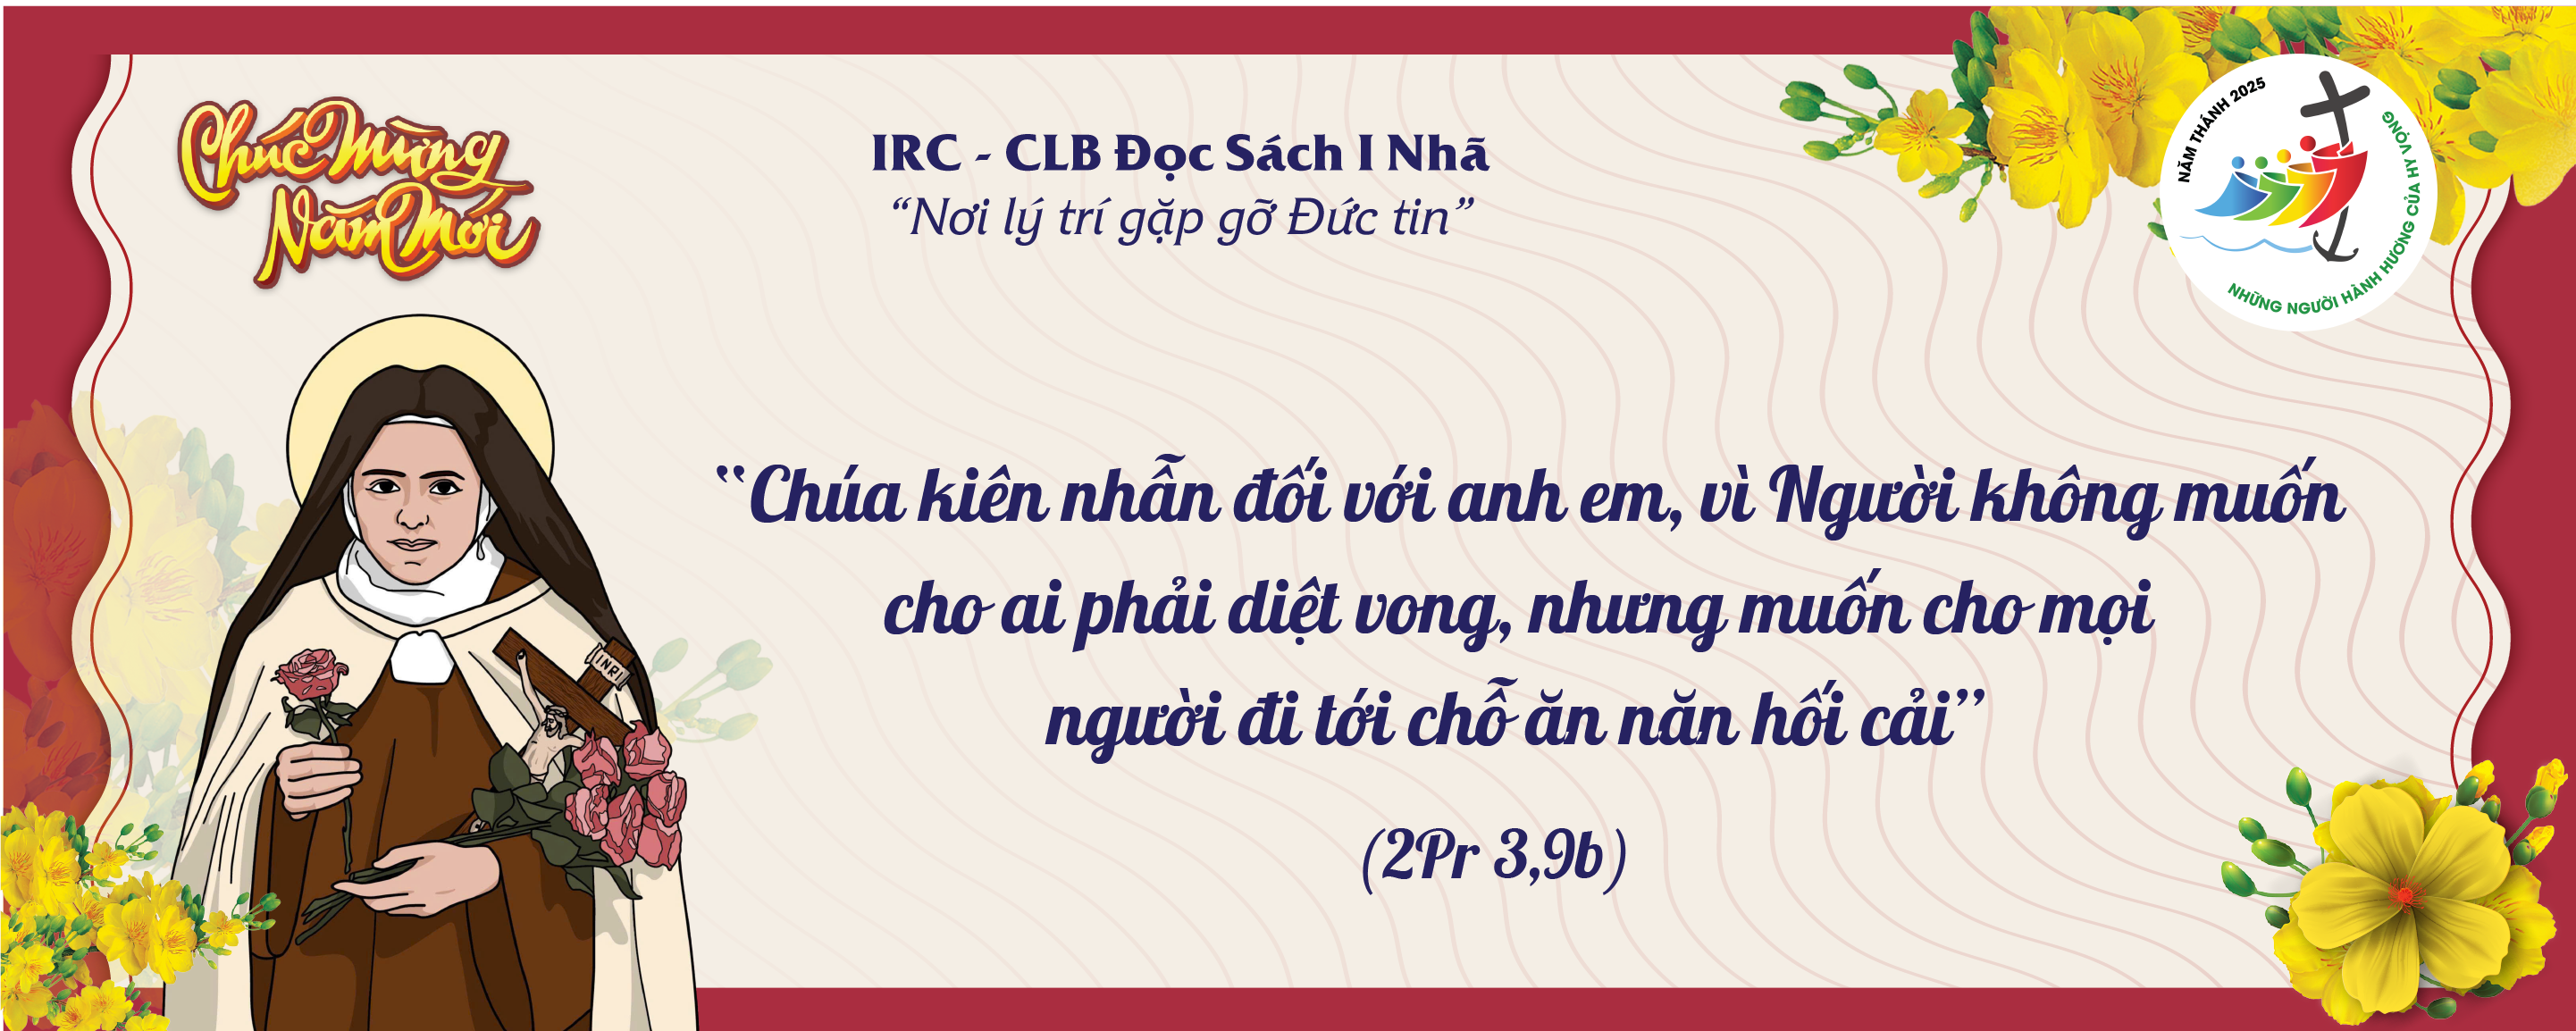 Chúc Mừng
Năm Mới
IRC - CLB Đọc Sách I Nhã
“Nơi lý trí gặp gỡ Đức tin”
NĂM THÁNH 2025
NHỮNG NGƯỜI HÀNH HƯƠNG CỦA HY VỌNG
“Chúa kiên nhẫn đối với anh em, vì Người không muốn
cho ai phải diệt vong, nhưng muốn cho mọi
người đi tới chỗ ăn năn hối cải”
(2Pr 3,9b)
INRI